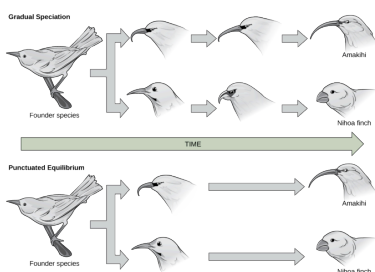 Gradual Speciation
Amakihi
Founder species
Nihoa finch
TIME
Punctuated Equilibrium
Amakihi
Founder species
Nihoa finch